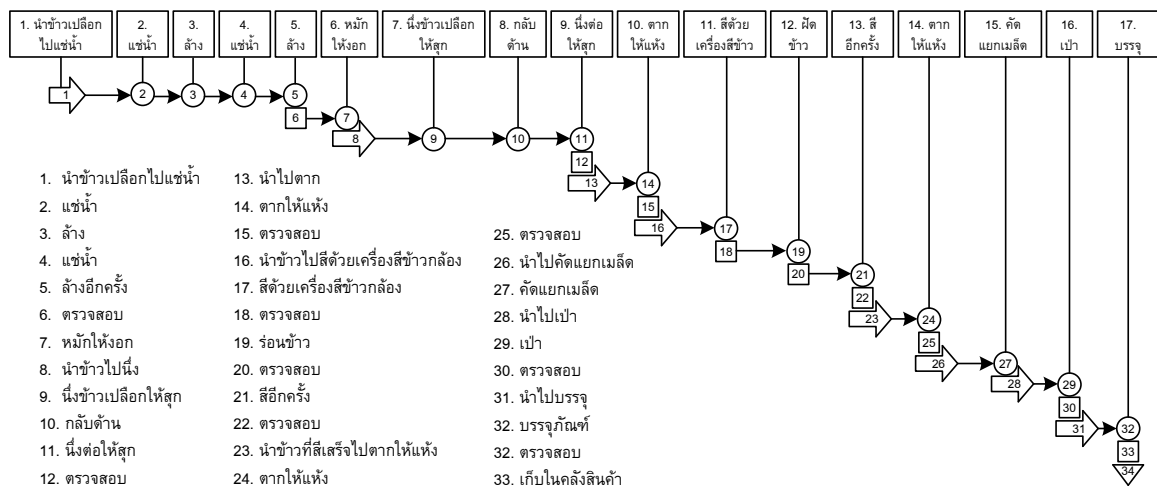 1. นำข้าวเปลือก
ไปแช่น้ำ
2.
แช่น้ำ
3.
ล้าง
4.
แช่น้ำ
5.
ล้าง
6. หมัก
ให้งอก
7. นึ่งข้าวเปลือก
ให้สุก
8. กลับ
ด้าน
9. นึ่งต่อ
ให้สุก
10. ตาก
ให้แห้ง
11. สีด้วย
เครื่องสีข้าว
12. ฝัด
ข้าว
13. สี
อีกครั้ง
14. ตาก
ให้แห้ง
15. คัด
แยกเมล็ด
16.
เป่า
17.
บรรจุ
1
2
3
4
5
6
7
8
9
10
11
12
13
14
15
16
17
18
19
20
21
22
23
24
25
26
27
28
29
30
31
32
33
34
1. นำข้าวเปลือกไปแช่น้ำ
2. แช่น้ำ
3. ล้าง
4. แช่น้ำ
5. ล้างอีกครั้ง
6. ตรวจสอบ
7. หมักให้งอก
8. นำข้าวไปนึ่ง
9. นึ่งข้าวเปลือกให้สุก
10. กลับด้าน
11. นึ่งต่อให้สุก
12. ตรวจสอบ
13. นำไปตาก
14. ตากให้แห้ง
15. ตรวจสอบ
16. นำข้าวไปสีด้วยเครื่องสีข้าวกล้อง
17. สีด้วยเครื่องสีข้าวกล้อง
18. ตรวจสอบ
19. ร่อนข้าว
20. ตรวจสอบ
21. สีอีกครั้ง
22. ตรวจสอบ
23. นำข้าวที่สีเสร็จไปตากให้แห้ง
24. ตากให้แห้ง
25. ตรวจสอบ
26. นำไปคัดแยกเมล็ด
27. คัดแยกเมล็ด
28. นำไปเป่า
29. เป่า
30. ตรวจสอบ
31. นำไปบรรจุ
32. บรรจุภัณฑ์
32. ตรวจสอบ
33. เก็บในคลังสินค้า